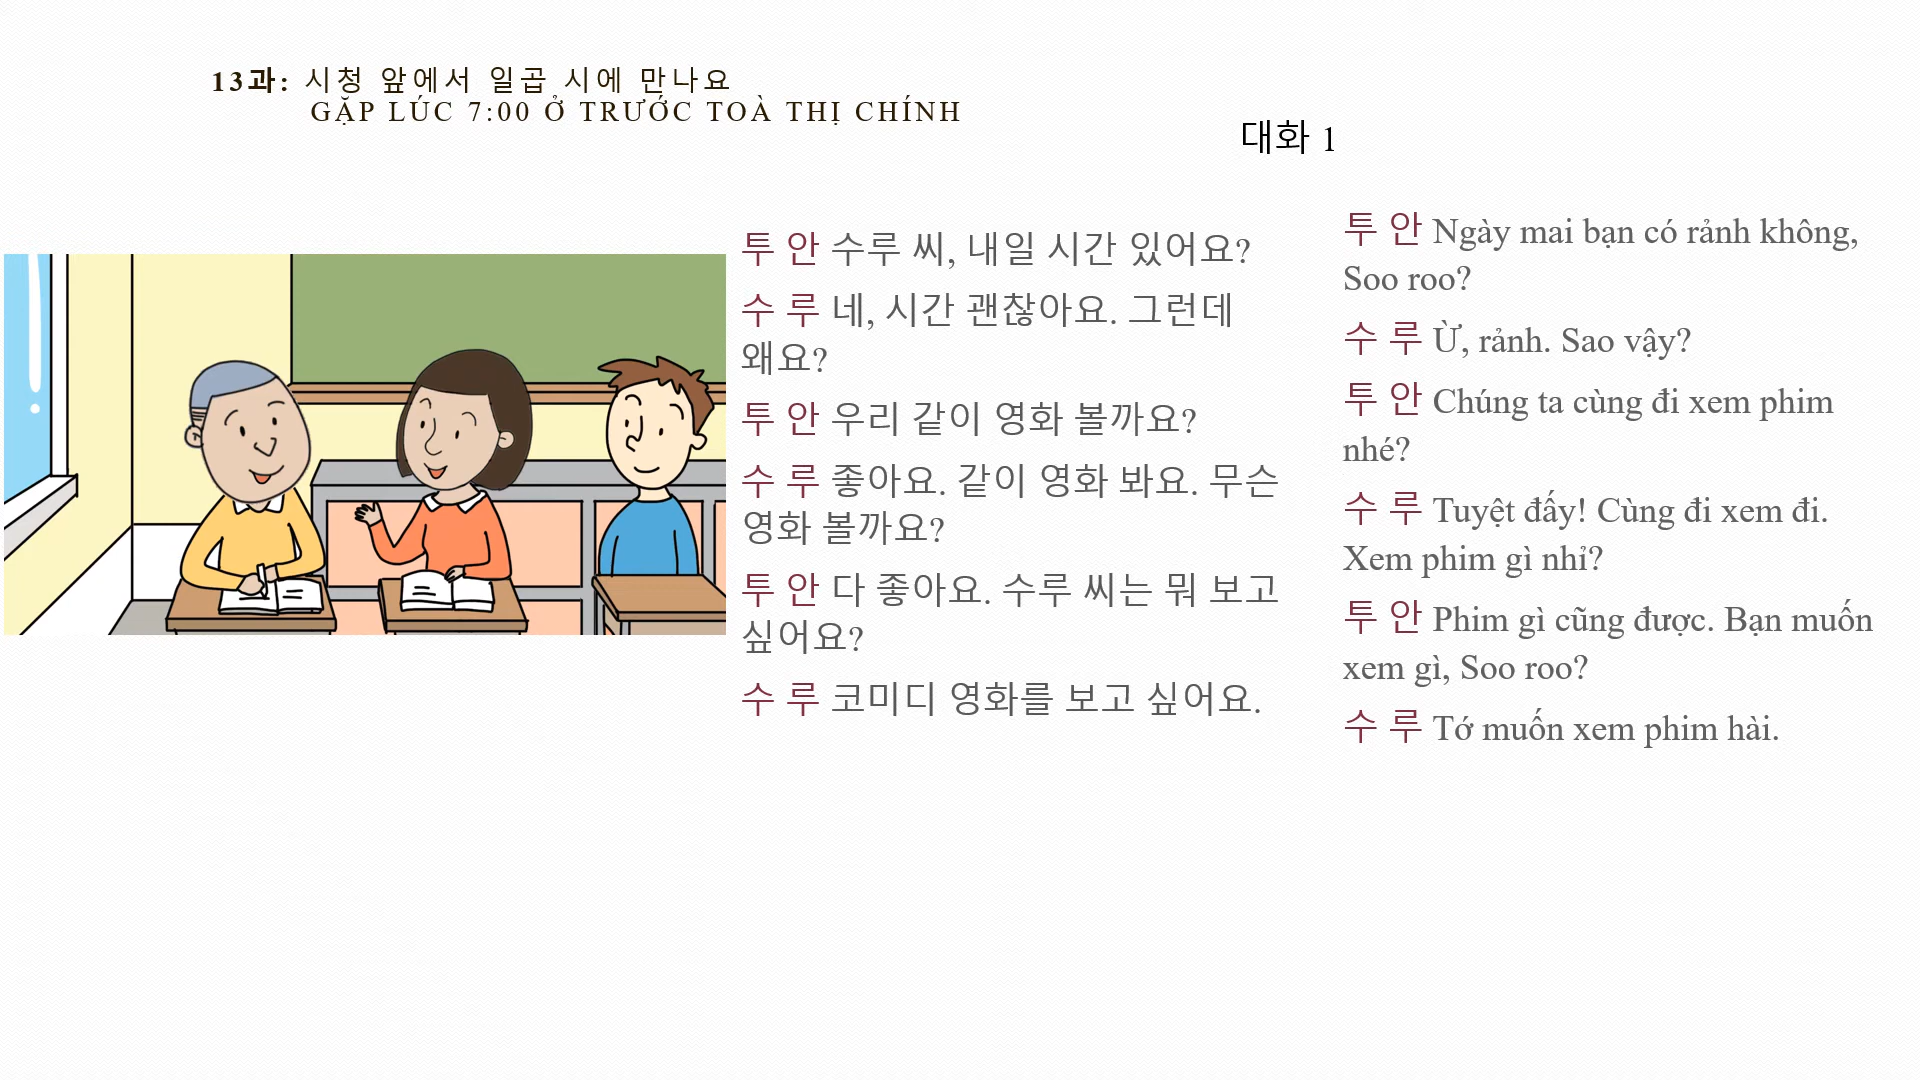 13과: 시청 앞에서 일곱 시에 만나요
GẶP LÚC 7:00 Ở TRƯỚC TOÀ THỊ CHÍNH
대화 1
투 안 수루 씨, 내일 시간 있어요?
수 루 네, 시간 괜찮아요. 그런데
왜요?
투 안 우리 같이 영화 볼까요?
수 루 좋아요. 같이 영화 봐요. 무슨
영화 볼까요?
투 안 다 좋아요. 수루 씨는 뭐 보고
싶어요?
수 루 코미디 영화를 보고 싶어요.
투 안 Ngày mai bạn có rảnh không,
Soo roo?
수 루 Ừ, rảnh. Sao vậy?
투 안 Chúng ta cùng đi xem phim
nhé?
수 루 Tuyệt đấy! Cùng đi xem đi.
Xem phim gì nhỉ?
투 안 Phim gì cũng được. Bạn muốn
xem gì, Soo roo?
수 루 Tớ muốn xem phim hài.